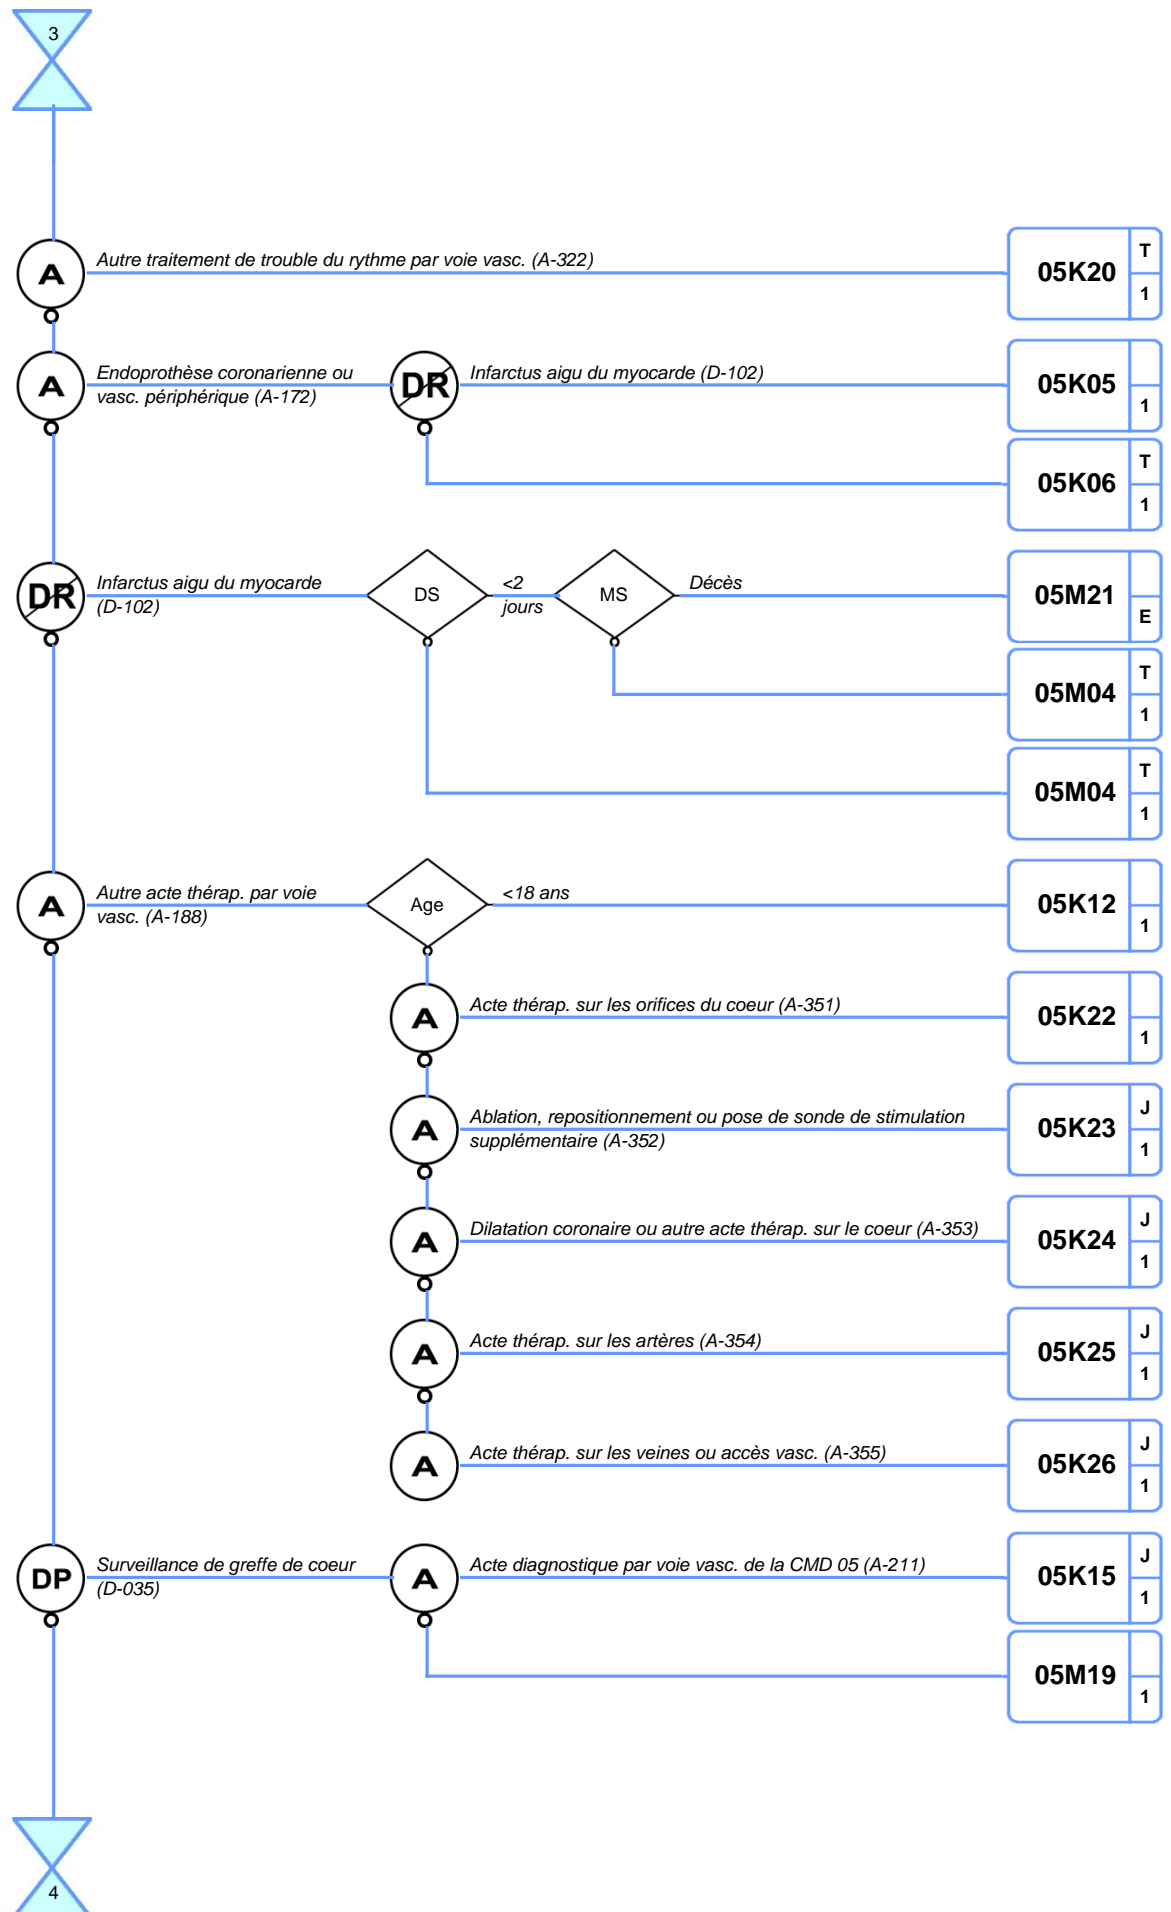 3
A
Autre traitement de trouble du rythme par voie vasc. (A-322)
05K20
T
1
A
Endoprothèse coronarienne ou
vasc. périphérique (A-172)
DR
Infarctus aigu du myocarde (D-102)
05K05
1
05K06
T
1
DR
Infarctus aigu du myocarde
(D-102)
DS
<2
jours
MS
Décès
05M21
E
05M04
T
1
05M04
T
1
A
Autre acte thérap. par voie
vasc. (A-188)
Age
<18 ans
05K12
1
A
Acte thérap. sur les orifices du coeur (A-351)
05K22
1
A
Ablation, repositionnement ou pose de sonde de stimulation
supplémentaire (A-352)
05K23
J
1
A
Dilatation coronaire ou autre acte thérap. sur le coeur (A-353)
05K24
J
1
A
Acte thérap. sur les artères (A-354)
05K25
J
1
A
Acte thérap. sur les veines ou accès vasc. (A-355)
05K26
J
1
DP
Surveillance de greffe de coeur
(D-035)
A
Acte diagnostique par voie vasc. de la CMD 05 (A-211)
05K15
J
1
05M19
1
4